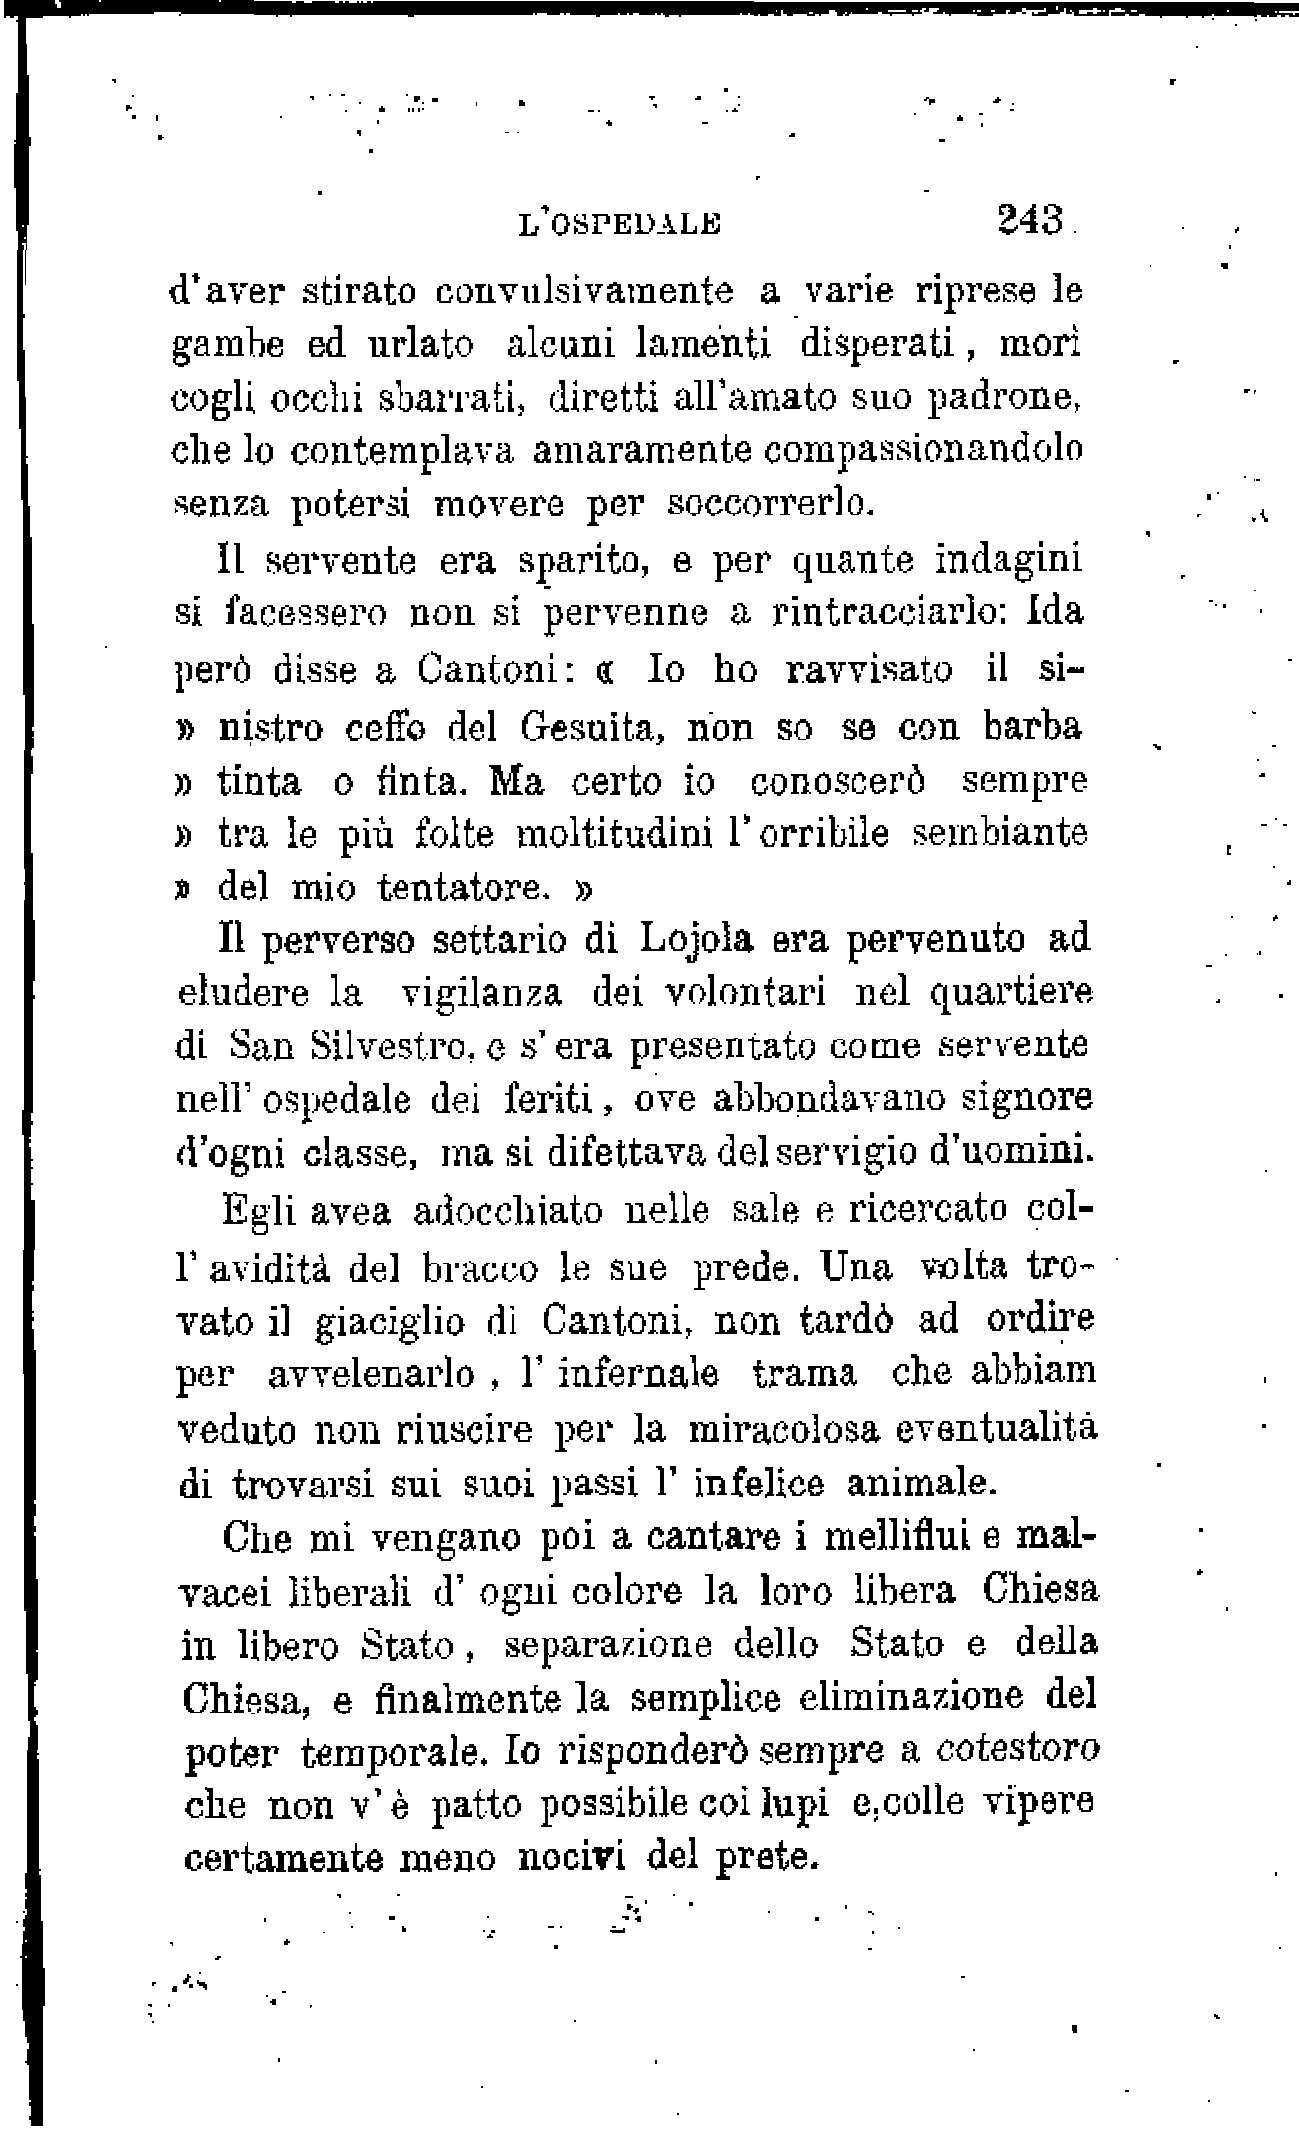 L'OSPEDALE 243
d'aver stirato convulsivamente a varie riprese le
gambe ed urlato alcuni lamenti disperati, morì
cogli occhi sbarrati, diretti all'amato suo padrone,
che lo contemplava amaramente compassionandolo
senza potersi movere per soccorrerlo.
Il servente era sparito, e per quante indagini
si facessero non si pervenne a rintracciarlo: Ida
però disse a Cantoni: « Io ho ravvisato il si-
» nistro ceffo del Gesuita, non so se con barba
» tinta o finta. Ma certo io conoscerò sempre
» tra le più folte moltitudini l'orribile sembiante
» del mio tentatore. »
Il perverso settario di Lojola era pervenuto ad
eludere la vigilanza dei volontari nel quartiere
di San Silvestro, e s'era presentato come servente
nell'ospedale dei feriti, ove abbondavano signore
d'ogni classe, ma si difettava del servigio d'uomini.
Egli avea adocchiato nelle sale e ricercato col-
l'avidità del bracco le sue prede. Una volta tro-
vato il giaciglio di Cantoni, non tardò ad ordire
per avvelenarlo, l'infernale trama che abbiam
veduto non riuscire per la miracolosa eventualità
di trovarsi sui suoi passi l'infelice animale.
Che mi vengano poi a cantare i melliflui e mal-
vacei liberali d'ogni colore la loro libera Chiesa
in libero Stato, separazione dello Stato e della
Chiesa, e finalmente la semplice eliminazione del
poter temporale. Io risponderò sempre a cotestoro
che non v'è patto possibile coi lupi e colle vipere
certamente meno nocivi del prete.